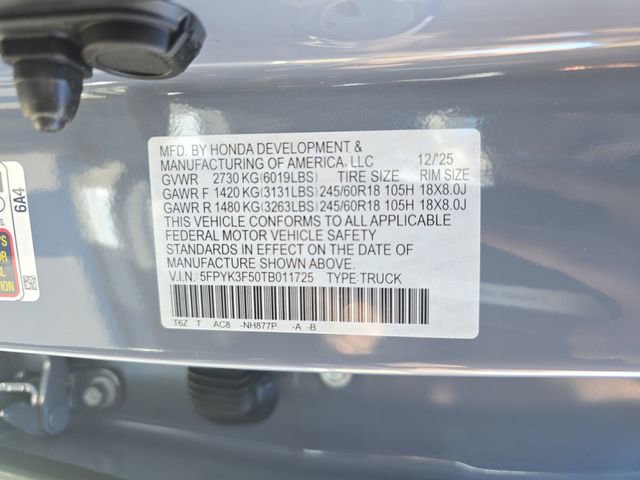 MFD. BY HONDA DEVELOPMENT &
MANUFACTURING OF AMERICA, LLC 12/'25
GVWR 2730 KG(6019LBS) TIRE SIZE RIM SIZE
GAWR F 1420 KG(3131LBS) 245/60R18 105H 18X8.0J
GAWR R 1480 KG(3263LBS) 245/60R18 105H 18X8.0J
THIS VEHICLE CONFORMS TO ALL APPLICABLE
FEDERAL MOTOR VEHICLE SAFETY
STANDARDS IN EFFECT ON THE DATE OF
MANUFACTURE SHOWN ABOVE.
V.I.N: 5FPYK3F50TB011725 TYPE:TRUCK
T6Z T AC8 -NH877P -A -B
6A4